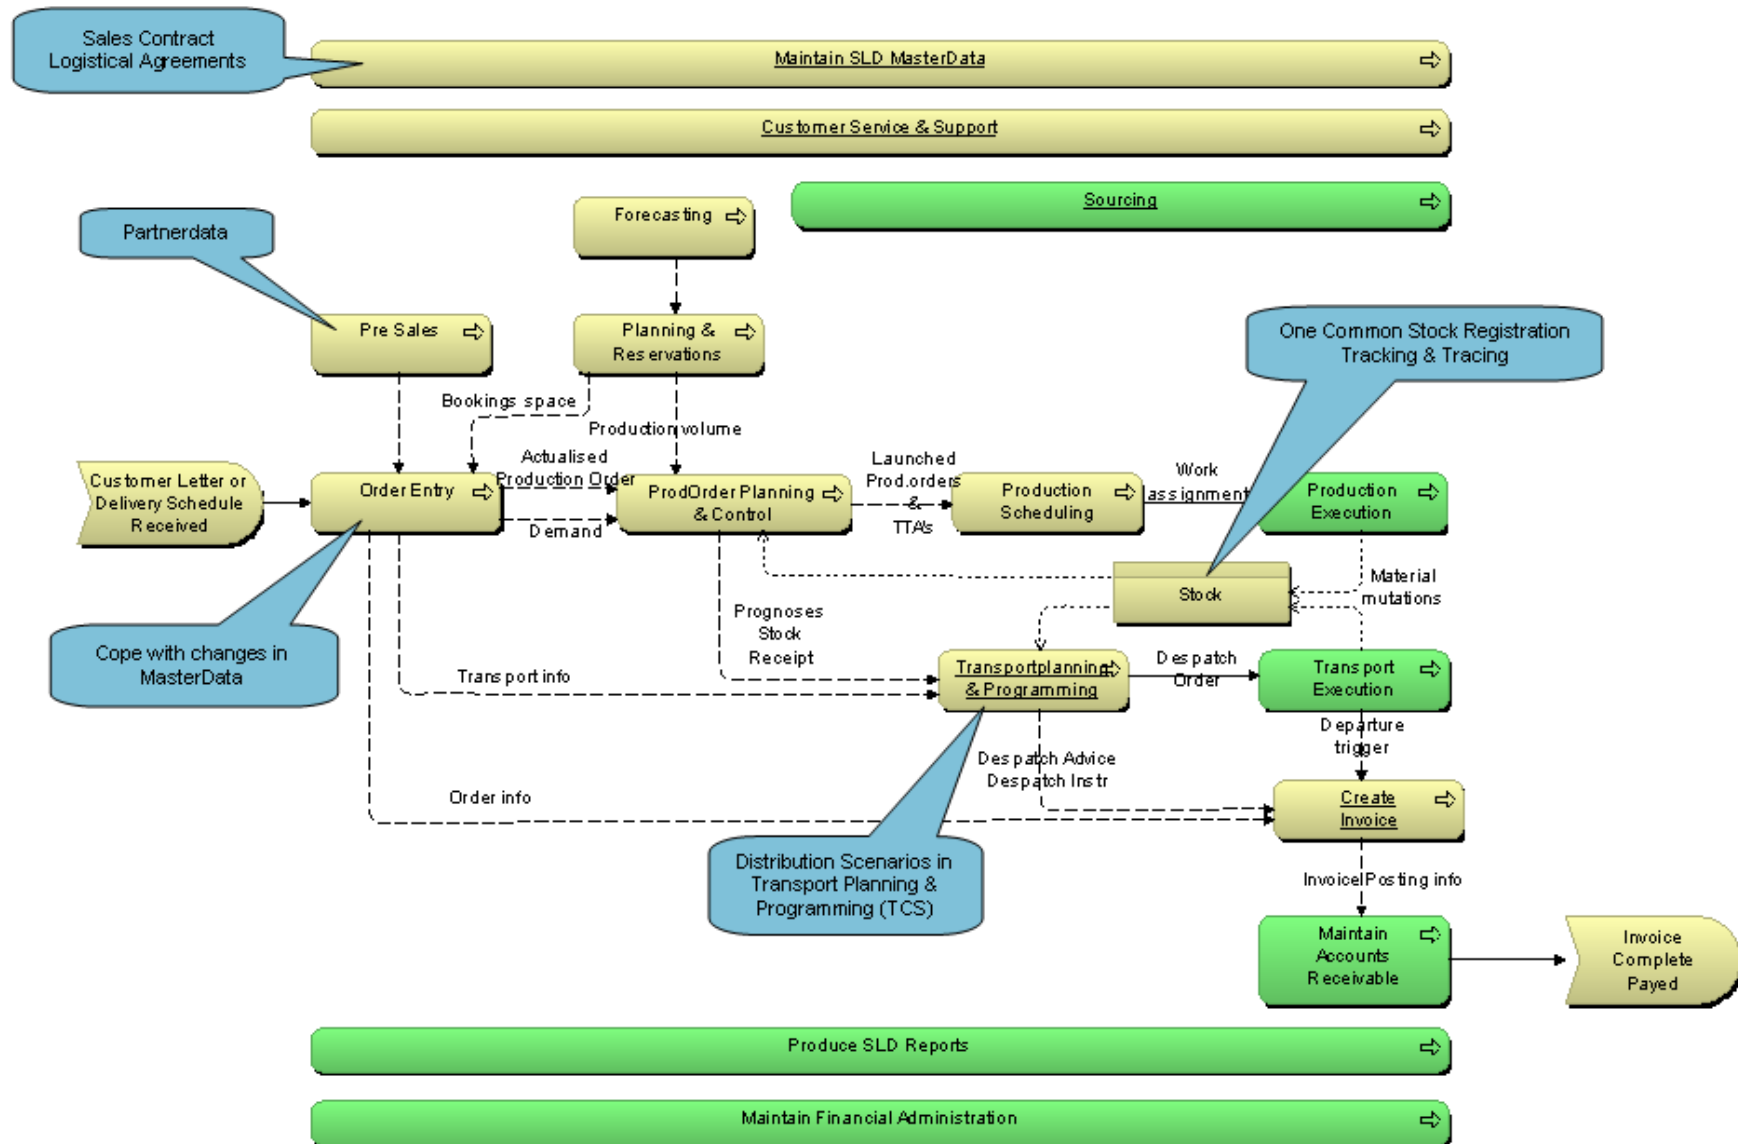 Sales Contract
Logistical Agreements
Maintain SLD MasterData
Customer Service & Support
Sourcing
Forecasting
Partnerdata
Pre Sales
Planning &
Reservations
One Common Stock Registration
Tracking & Tracing
Bookings space
Production volume
Customer Letter or
Delivery Schedule
Received
Order Entry
Actualised
Production Order
Demand
ProdOrder Planning
& Control
Launched
Prod.orders
&
TTA's
Production
Scheduling
Work
assignment
Production
Execution
Stock
Material
mutations
Cope with changes in
MasterData
Prognoses
Stock
Receipt
Transport info
Transportplanning
& Programming
Despatch
Order
Transport
Execution
Departure
trigger
Despatch Advice
Despatch Instr
Order info
Create
Invoice
Distribution Scenarios in
Transport Planning &
Programming (TCS)
Invoice Posting info
Maintain
Accounts
Receivable
Invoice
Complete
Payed
Produce SLD Reports
Maintain Financial Administration